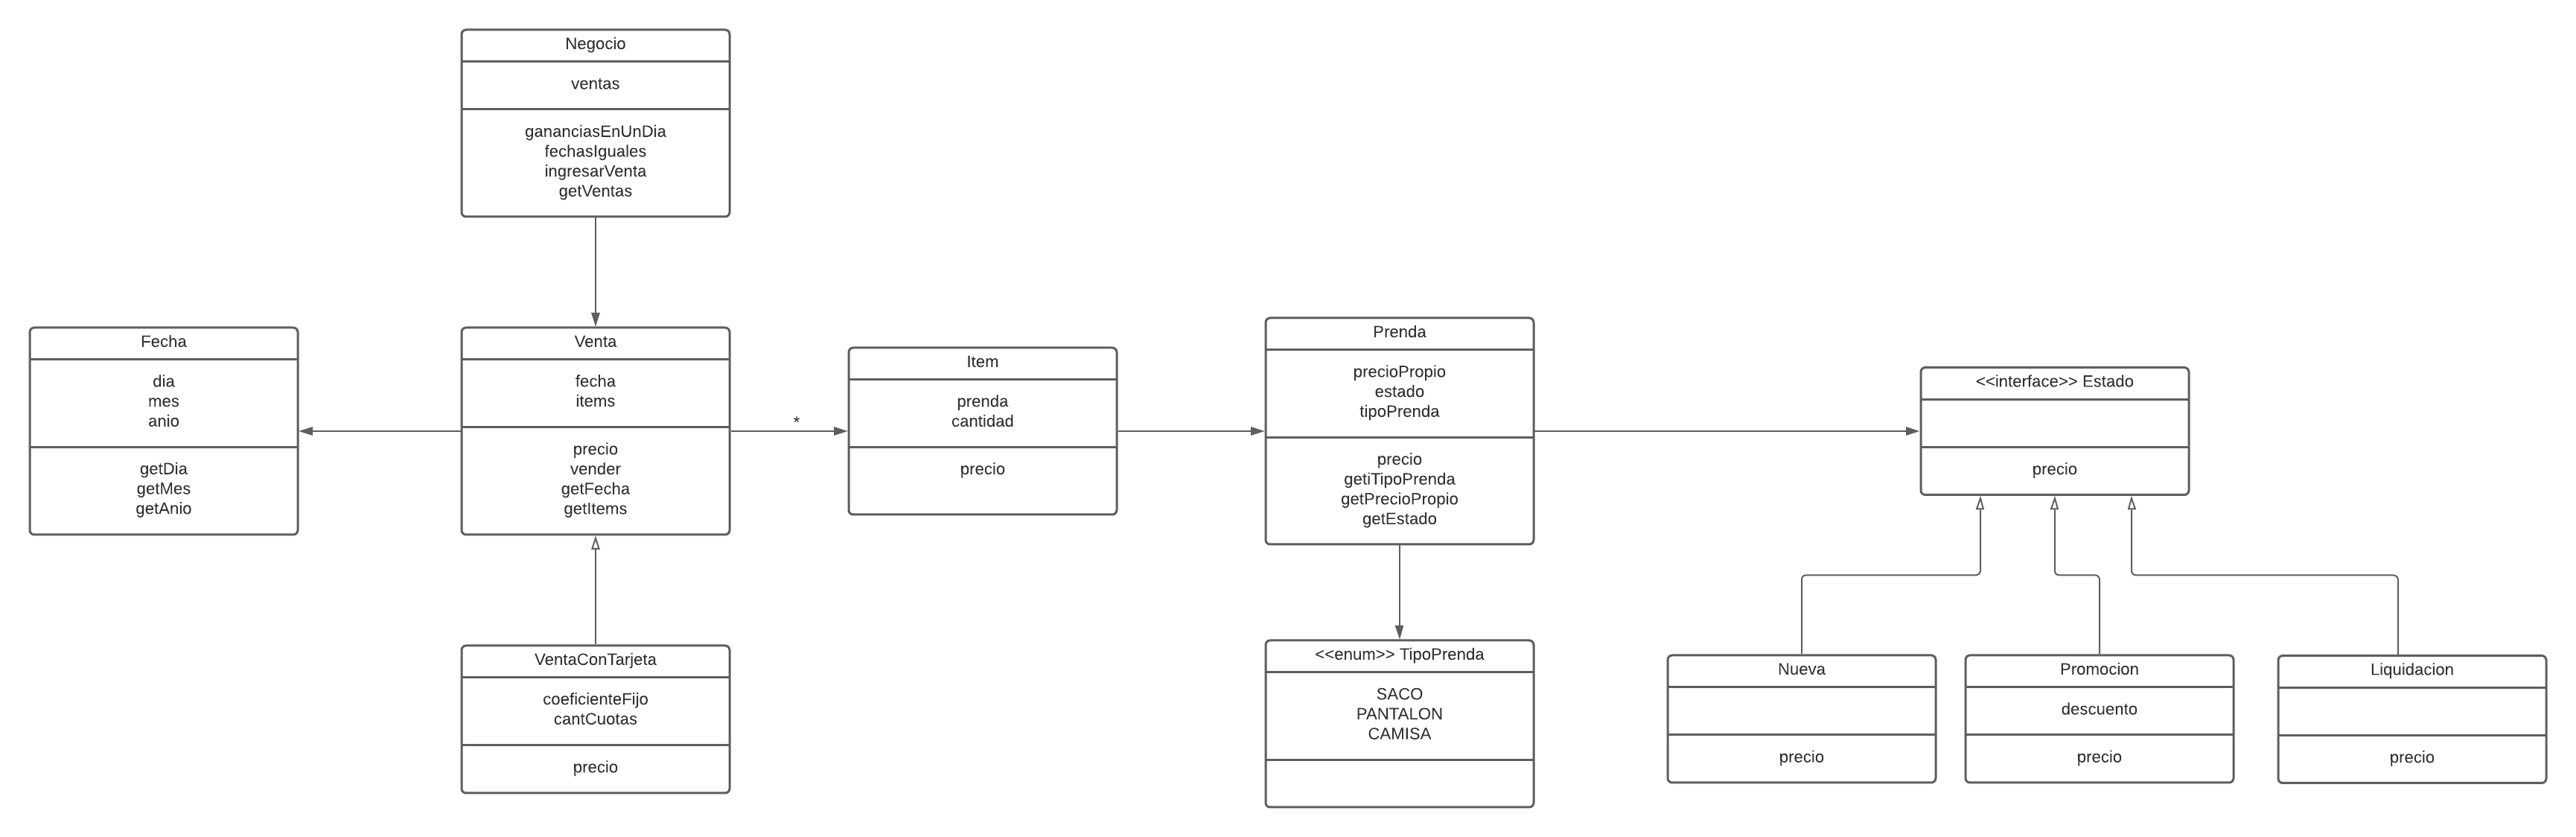 Negocio
ventas
gananciasEnUnDia
fechasIguales
ingresarVenta
getVentas
Fecha
dia
mes
anio
getDia
getMes
getAnio
Venta
fecha
items
precio
vender
getFecha
getItems
*
Item
prenda
cantidad
precio
Prenda
precioPropio
estado
tipoPrenda
precio
getiTipoPrenda
getPrecioPropio
getEstado
<<interface>> Estado
precio
VentaConTarjeta
coeficienteFijo
cantCuotas
precio
<<enum>> TipoPrenda
SACO
PANTALON
CAMISA
Nueva
precio
Promocion
descuento
precio
Liquidacion
precio